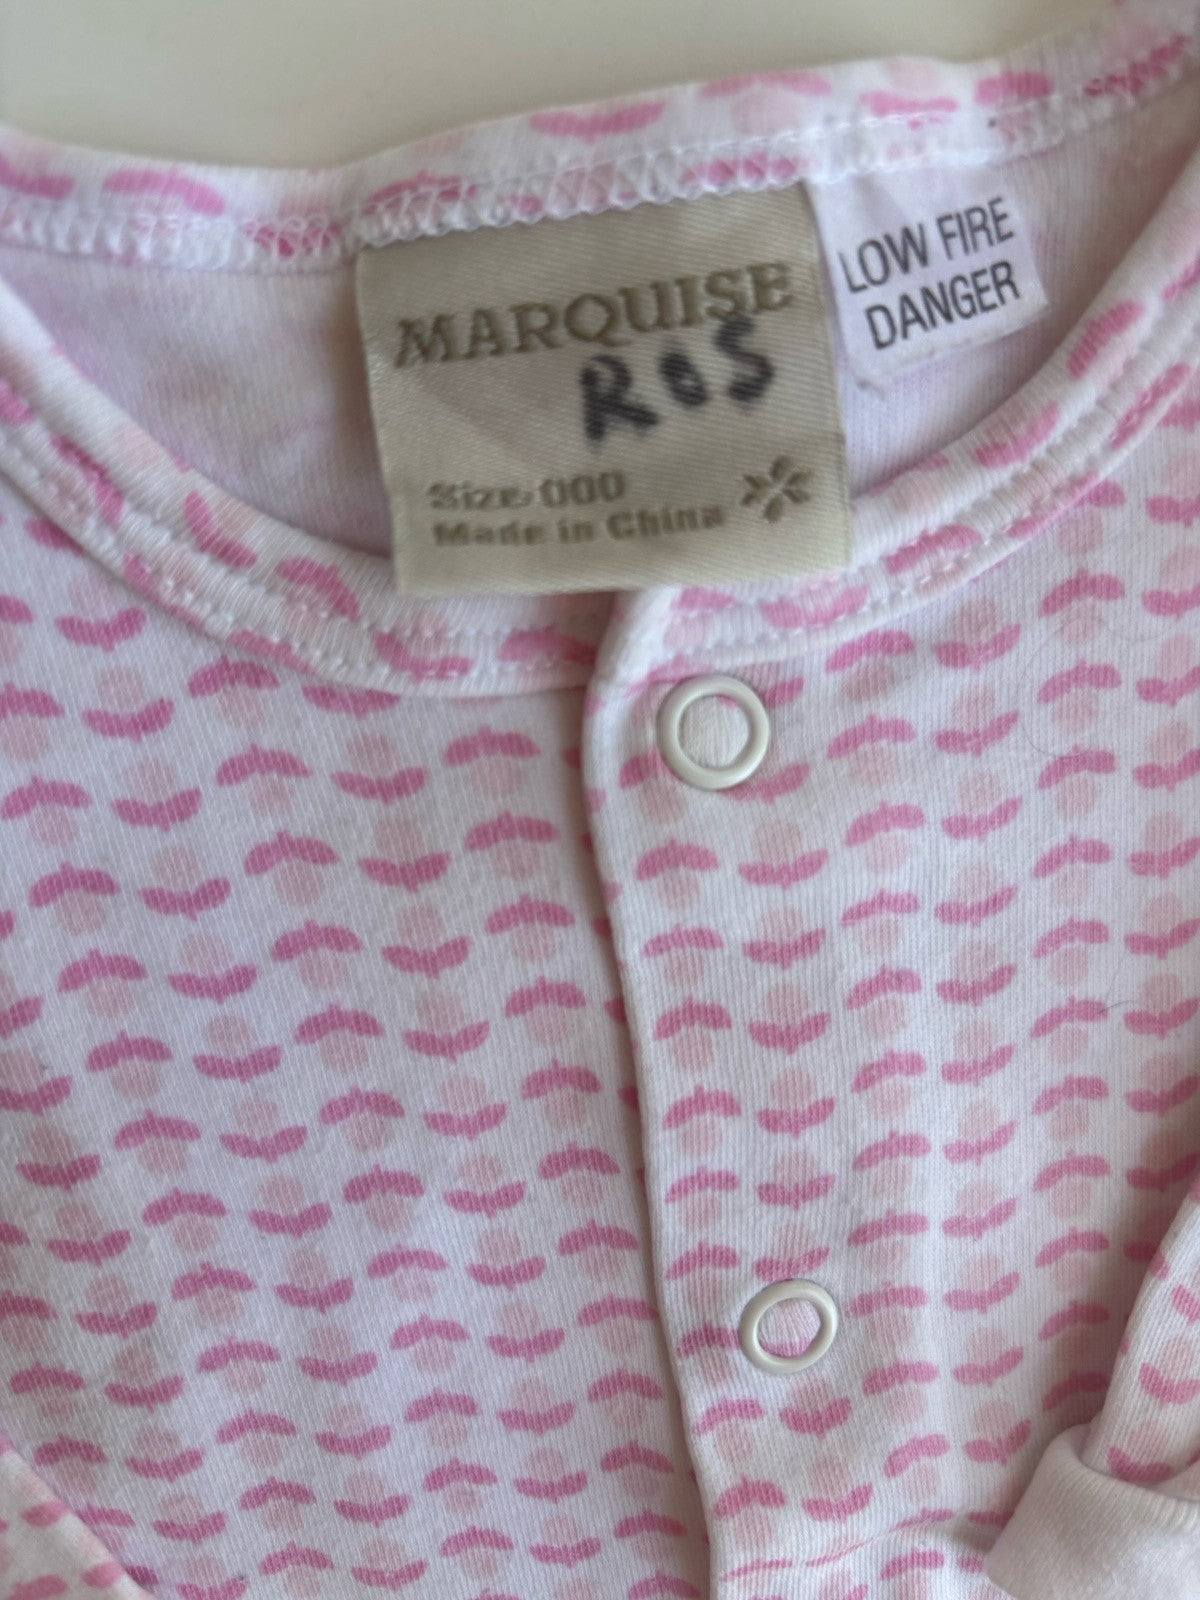 MARQUISE
ROS
Size 000
Made in China
LOW FIRE
DANGER